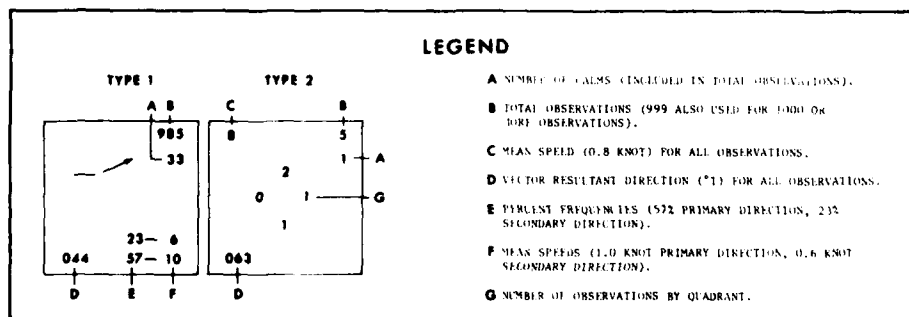 LEGEND
TYPE 1 TYPE 2
A B C B
985 B 5
33 1 A
2
0 1 G
1
23— 6
044 57— 10 063
D E F D
A NUMBER OF CALMS (INCLUDED IN TOTAL OBSERVATIONS).
B TOTAL OBSERVATIONS (999 ALSO USED FOR 1000 OR
MORE OBSERVATIONS).
C MEAN SPEED (0.8 KNOT) FOR ALL OBSERVATIONS.
D VECTOR RESULTANT DIRECTION (°T) FOR ALL OBSERVATIONS.
E PERCENT FREQUENCIES (57% PRIMARY DIRECTION, 23%
SECONDARY DIRECTION).
F MEAN SPEEDS (1.0 KNOT PRIMARY DIRECTION, 0.6 KNOT
SECONDARY DIRECTION).
G NUMBER OF OBSERVATIONS BY QUADRANT.